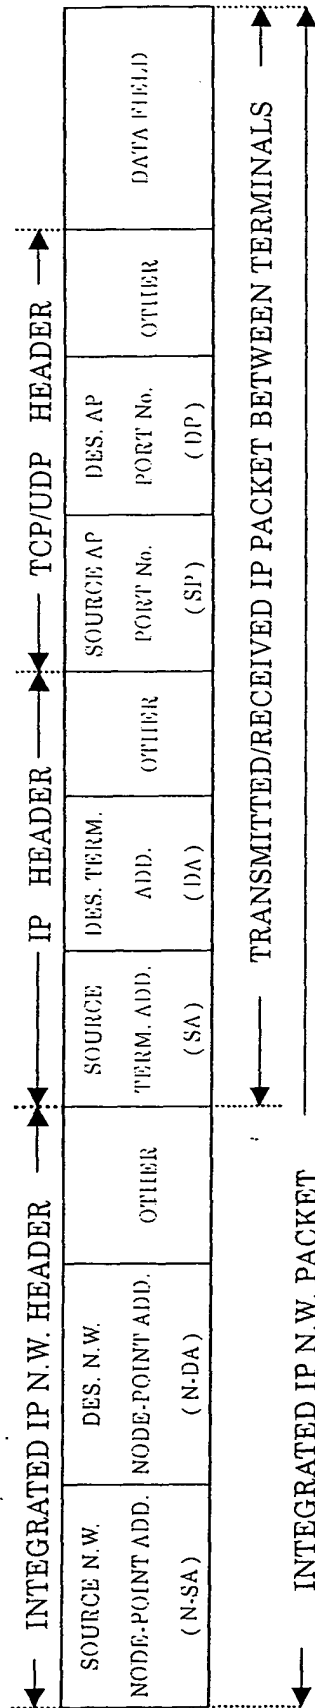 INTEGRATED IP N.W. HEADER
IP HEADER
TCP/UDP HEADER
SOURCE N.W.
NODE-POINT ADD.
(N-SA)
DES. N.W.
NODE-POINT ADD.
(N-DA)
OTHER
SOURCE
TERM. ADD.
(SA)
DES. TERM.
ADD.
(DA)
OTHER
SOURCE AP
PORT No.
(SP)
DES. AP
PORT No.
(DP)
OTHER
DATA FIELD
TRANSMITTED/RECEIVED IP PACKET BETWEEN TERMINALS
INTEGRATED IP N.W. PACKET